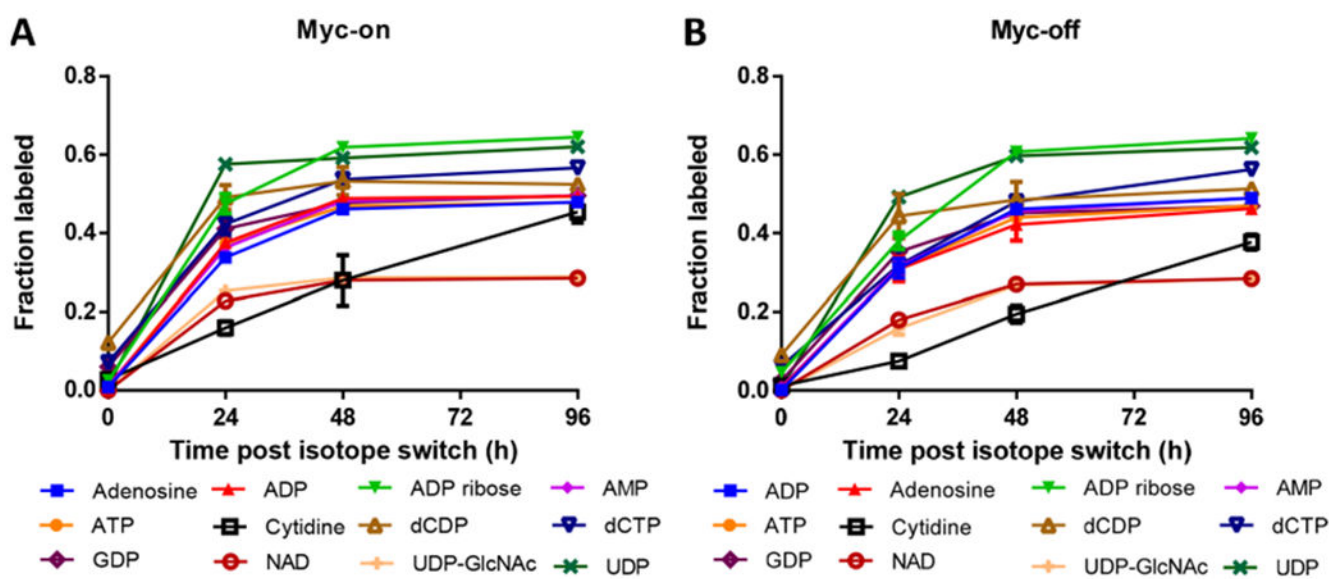 A
Myc-on
Fraction labeled
0.8
0.6
0.4
0.2
0.0
0 24 48 72 96
Time post isotope switch (h)
Adenosine ADP ADP ribose AMP
ATP Cytidine dCDP dCTP
GDP NAD UDP-GlcNAc UDP
B
Myc-off
Fraction labeled
0.8
0.6
0.4
0.2
0.0
0 24 48 72 96
Time post isotope switch (h)
ADP Adenosine ADP ribose AMP
ATP Cytidine dCDP dCTP
GDP NAD UDP-GlcNAc UDP